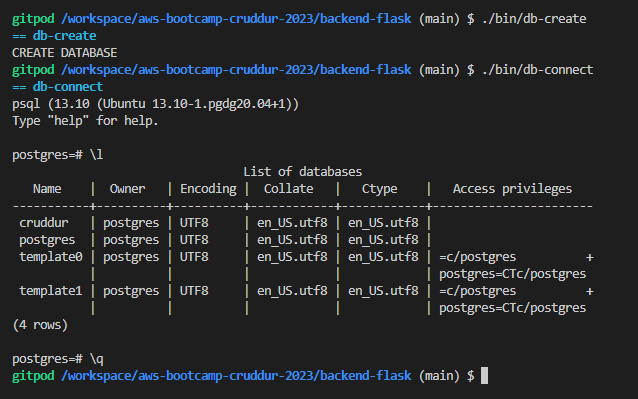 gitpod /workspace/aws-bootcamp-cruddur-2023/backend-flask (main) $ ./bin/db-create
== db-create
CREATE DATABASE
gitpod /workspace/aws-bootcamp-cruddur-2023/backend-flask (main) $ ./bin/db-connect
== db-connect
psql (13.10 (Ubuntu 13.10-1.pgdg20.04+1))
Type "help" for help.

postgres=# \l
                                 List of databases
   Name    |  Owner   | Encoding |  Collate   |   Ctype    |   Access privileges
-----------+----------+----------+------------+------------+-----------------------
 cruddur   | postgres | UTF8     | en_US.utf8 | en_US.utf8 |
 postgres  | postgres | UTF8     | en_US.utf8 | en_US.utf8 |
 template0 | postgres | UTF8     | en_US.utf8 | en_US.utf8 | =c/postgres          +
           |          |          |            |            | postgres=CTc/postgres
 template1 | postgres | UTF8     | en_US.utf8 | en_US.utf8 | =c/postgres          +
           |          |          |            |            | postgres=CTc/postgres
(4 rows)

postgres=# \q
gitpod /workspace/aws-bootcamp-cruddur-2023/backend-flask (main) $